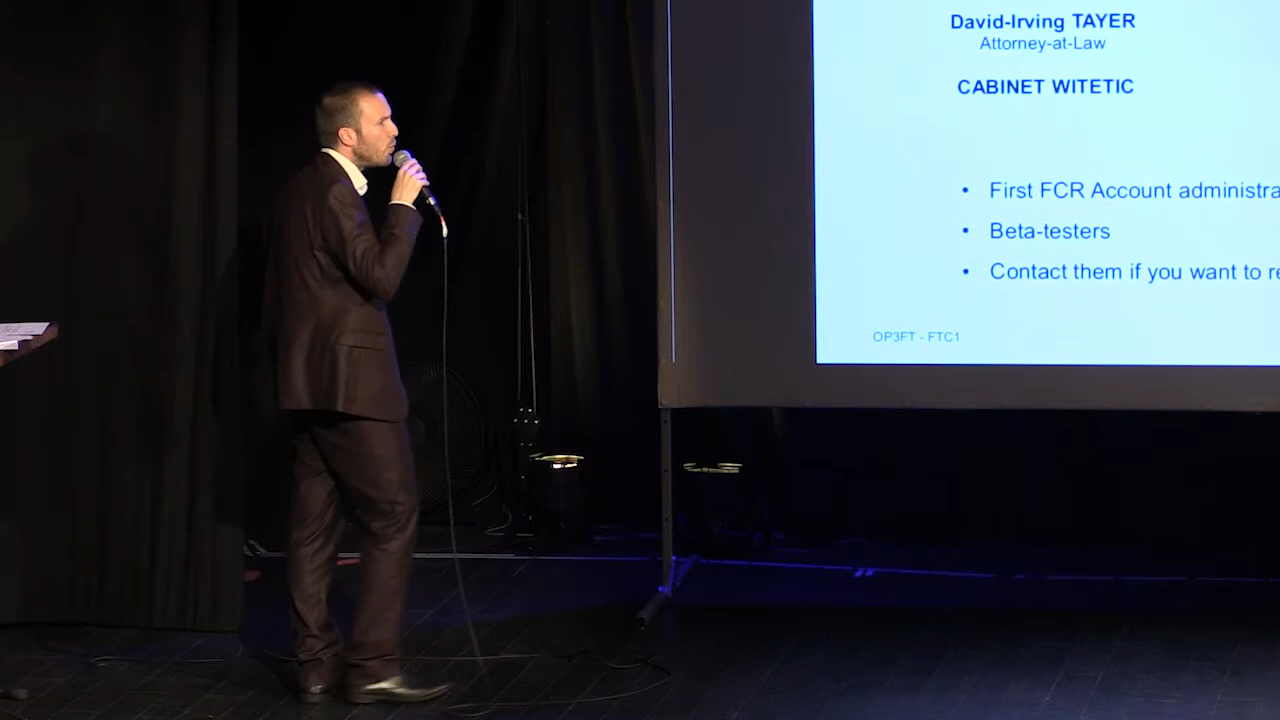 David-Irving TAYER
Attorney-at-Law
CABINET WITETIC
• First FCR Account administra
• Beta-testers
• Contact them if you want to re
OP3FT - FTC1